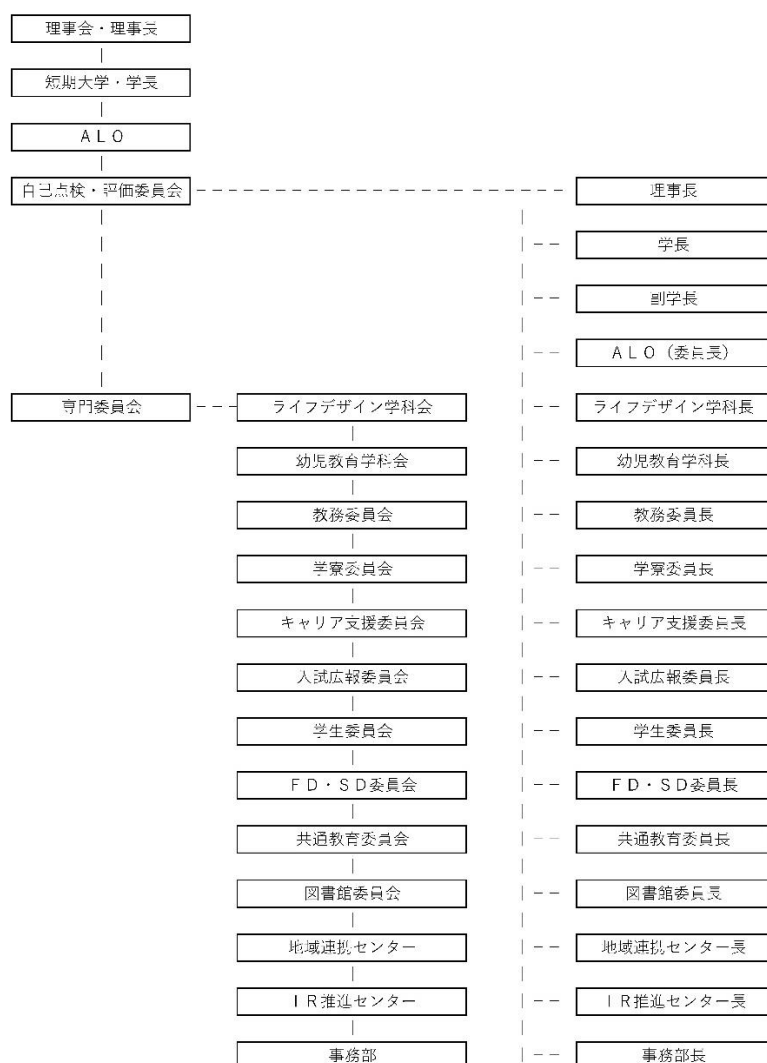 理事会・理事長
短期大学・学長
ＡＬＯ
自己点検・評価委員会
理事長
学長
副学長
ＡＬＯ（委員長）
専門委員会
ライフデザイン学科会
ライフデザイン学科長
幼児教育学科会
幼児教育学科長
教務委員会
教務委員長
学寮委員会
学寮委員長
キャリア支援委員会
キャリア支援委員長
入試広報委員会
入試広報委員長
学生委員会
学生委員長
ＦＤ・ＳＤ委員会
ＦＤ・ＳＤ委員長
共通教育委員会
共通教育委員長
図書館委員会
図書館委員長
地域連携センター
地域連携センター長
ＩＲ推進センター
ＩＲ推進センター長
事務部
事務部長